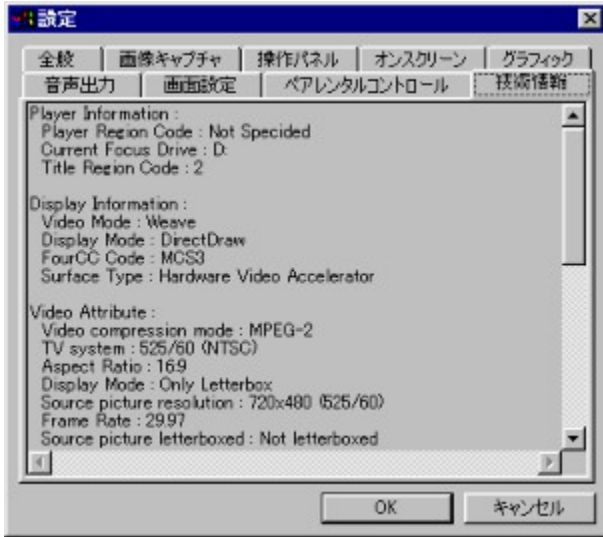 設定
全般
画像キャプチャ
操作パネル
オンスクリーン
グラフィック
音声出力
画面設定
ペアレンタルコントロール
技術情報
Player Information :
Player Region Code : Not Specided
Current Focus Drive : D:
Title Region Code : 2
Display Information :
Video Mode : Weave
Display Mode : DirectDraw
FourCC Code : MCS3
Surface Type : Hardware Video Accelerator
Video Attribute :
Video compression mode : MPEG-2
TV system : 525/60 (NTSC)
Aspect Ratio : 16:9
Display Mode : Only Letterbox
Source picture resolution : 720x480 (525/60)
Frame Rate : 29.97
Source picture letterboxed : Not letterboxed
OK
キャンセル